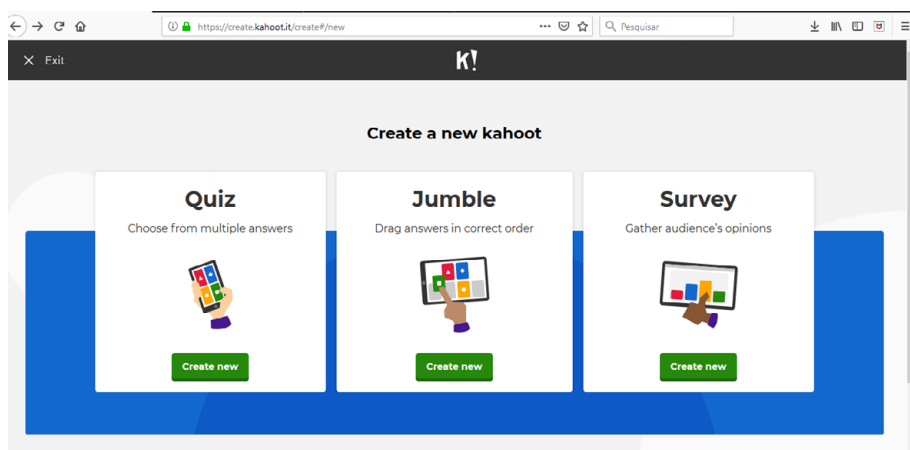 https://create.kahoot.it/create#/new
Pesquisar
Exit
K!
Create a new kahoot
Quiz
Choose from multiple answers
Create new
Jumble
Drag answers in correct order
Create new
Survey
Gather audience's opinions
Create new